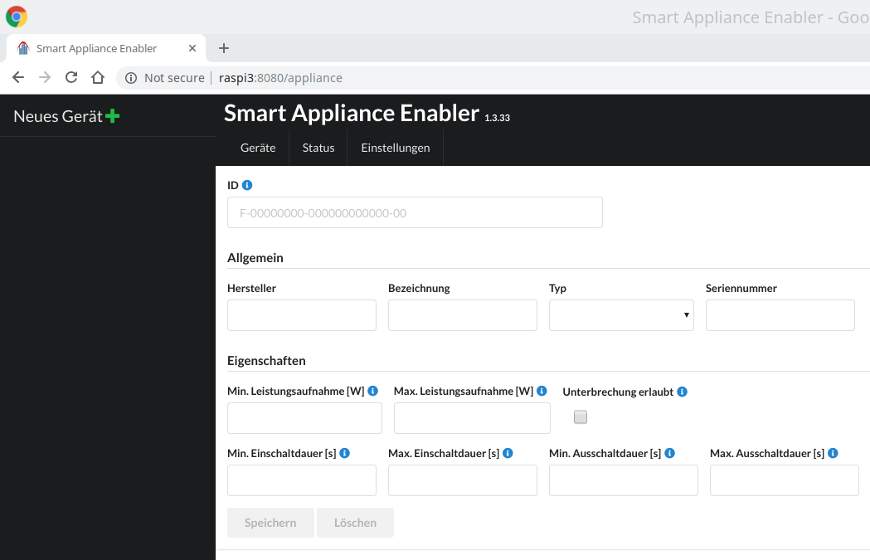 Smart Appliance Enabler - Goo
Smart Appliance Enabler
Not secure | raspi3:8080/appliance
Neues Gerät
Smart Appliance Enabler 1.3.33
Geräte Status Einstellungen
ID
F-00000000-000000000000-00
Allgemein
Hersteller Bezeichnung Typ Seriennummer
Eigenschaften
Min. Leistungsaufnahme [W] Max. Leistungsaufnahme [W] Unterbrechung erlaubt
Min. Einschaltdauer [s] Max. Einschaltdauer [s] Min. Ausschaltdauer [s] Max. Ausschaltdauer [s]
Speichern Löschen